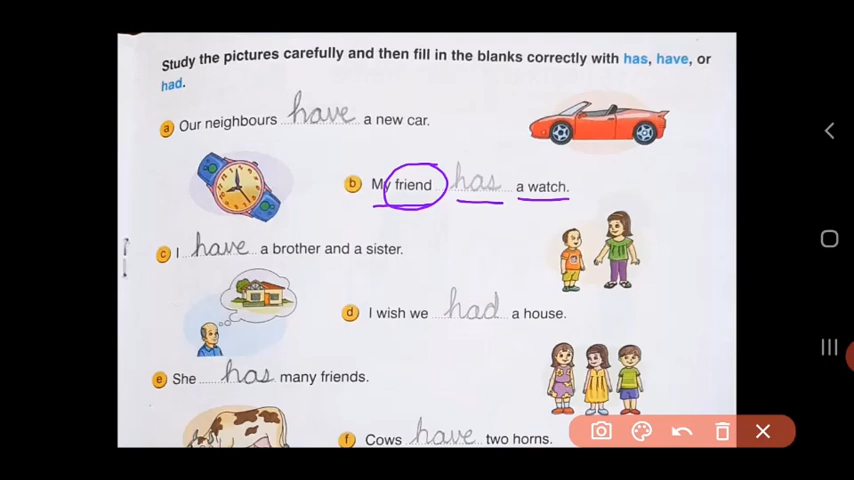 Study the pictures carefully and then fill in the blanks correctly with has, have, or
had.
a Our neighbours have a new car.
b My friend has a watch.
c I have a brother and a sister.
d I wish we had a house.
e She has many friends.
f Cows have two horns.